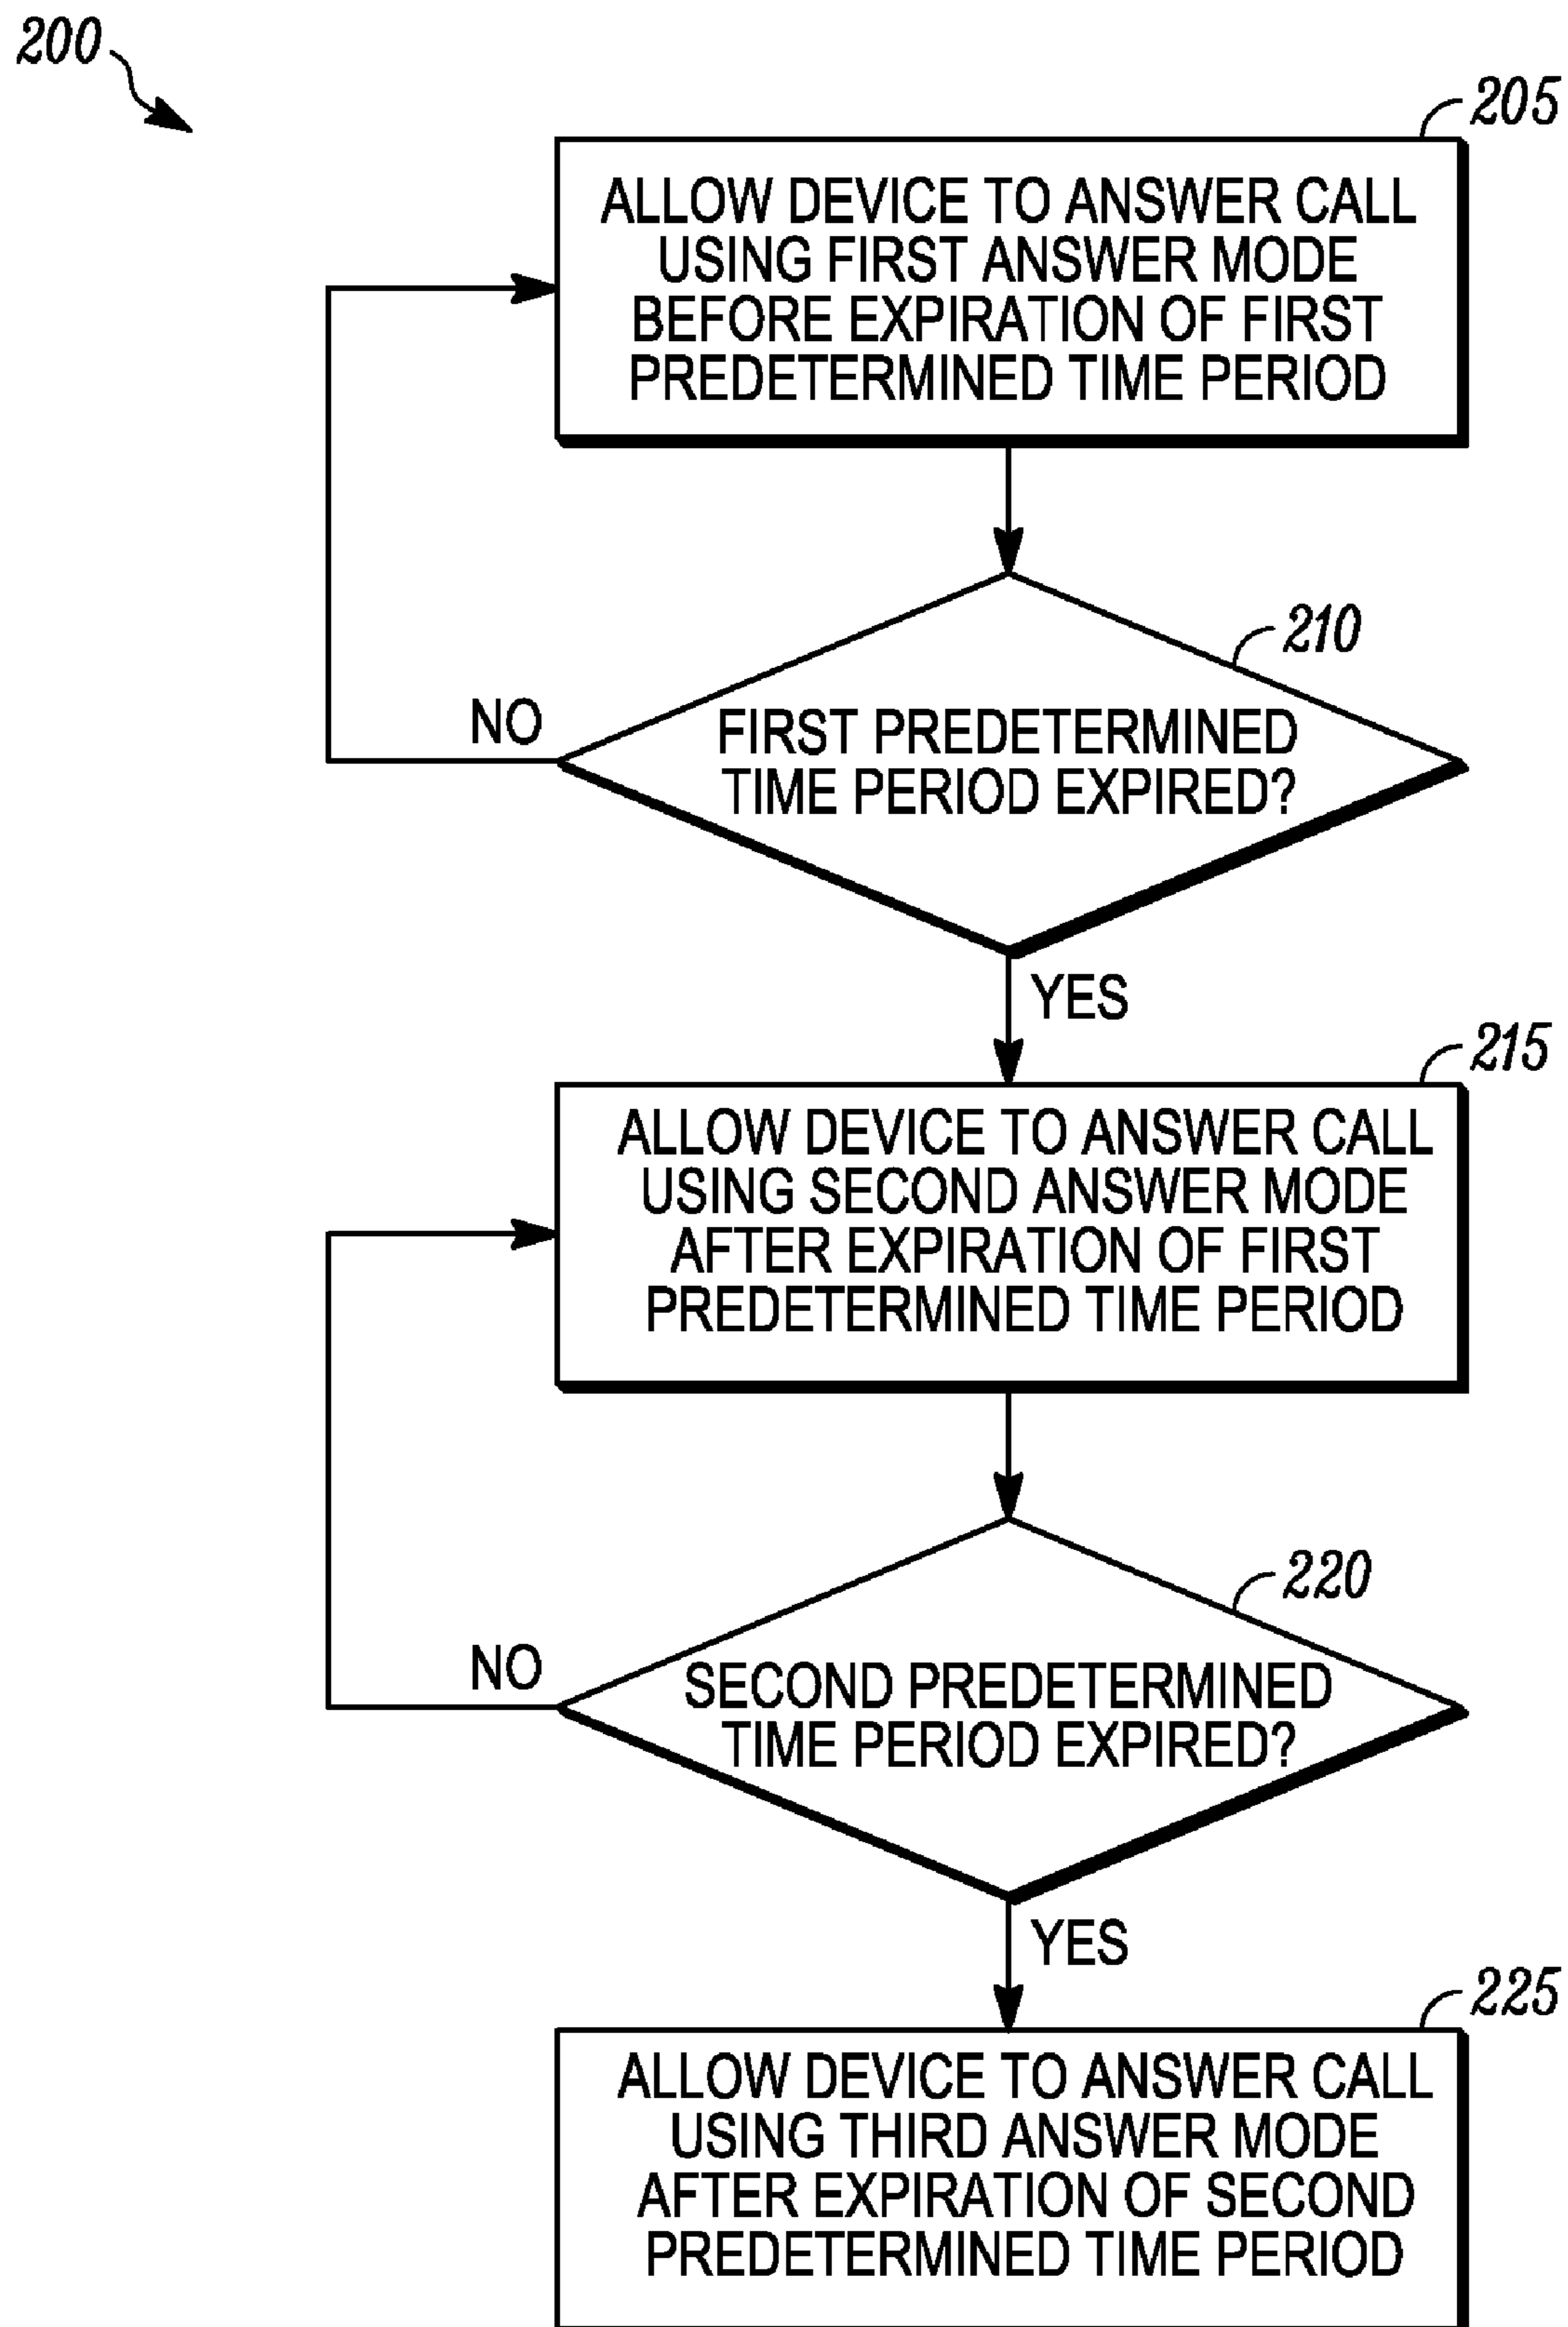 200
205
ALLOW DEVICE TO ANSWER CALL
USING FIRST ANSWER MODE
BEFORE EXPIRATION OF FIRST
PREDETERMINED TIME PERIOD
210
NO
FIRST PREDETERMINED
TIME PERIOD EXPIRED?
YES
215
ALLOW DEVICE TO ANSWER CALL
USING SECOND ANSWER MODE
AFTER EXPIRATION OF FIRST
PREDETERMINED TIME PERIOD
220
NO
SECOND PREDETERMINED
TIME PERIOD EXPIRED?
YES
225
ALLOW DEVICE TO ANSWER CALL
USING THIRD ANSWER MODE
AFTER EXPIRATION OF SECOND
PREDETERMINED TIME PERIOD